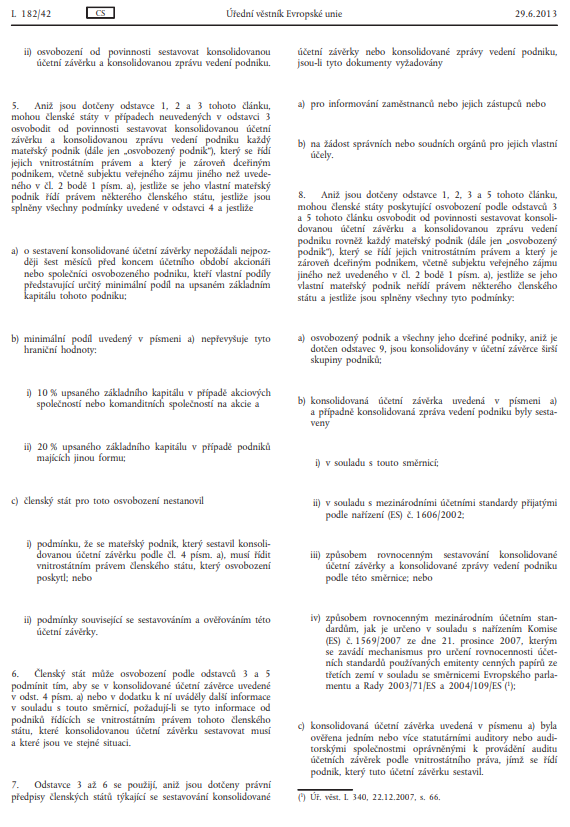 L 182/42
CS
Úřední věstník Evropské unie
29.6.2013
ii) osvobození od povinnosti sestavovat konsolidovanou
účetní závěrku a konsolidovanou zprávu vedení podniku.
5. Aniž jsou dotčeny odstavce 1, 2 a 3 tohoto článku,
mohou členské státy v případech neuvedených v odstavci 3
osvobodit od povinnosti sestavovat konsolidovanou účetní
závěrku a konsolidovanou zprávu vedení podniku každý
mateřský podnik (dále jen „osvobozený podnik“), který se řídí
jejich vnitrostátním právem a který je zároveň dceřiným
podnikem, včetně subjektu veřejného zájmu jiného než uvede-
ného v čl. 2 bodě 1 písm. a), jestliže se jeho vlastní mateřský
podnik řídí právem některého členského státu, jestliže jsou
splněny všechny podmínky uvedené v odstavci 4 a jestliže
a) o sestavení konsolidované účetní závěrky nepožádali nejpoz-
ději šest měsíců před koncem účetního období akcionáři
nebo společníci osvobozeného podniku, kteří vlastní podíly
představující určitý minimální podíl na upsaném základním
kapitálu tohoto podniku;
b) minimální podíl uvedený v písmeni a) nepřevyšuje tyto
hraniční hodnoty:
i) 10 % upsaného základního kapitálu v případě akciových
společností nebo komanditních společností na akcie a
ii) 20 % upsaného základního kapitálu v případě podniků
majících jinou formu;
c) členský stát pro toto osvobození nestanovil
i) podmínku, že se mateřský podnik, který sestavil konsoli-
dovanou účetní závěrku podle čl. 4 písm. a), musí řídit
vnitrostátním právem členského státu, který osvobození
poskytl; nebo
ii) podmínky související se sestavováním a ověřováním této
účetní závěrky.
6. Členský stát může osvobození podle odstavců 3 a 5
podmínit tím, aby se v konsolidované účetní závěrce uvedené
v odst. 4 písm. a) nebo v dodatku k ní uváděly další informace
v souladu s touto směrnicí, požadují-li se tyto informace od
podniků řídících se vnitrostátním právem tohoto členského
státu, které konsolidovanou účetní závěrku sestavovat musí
a které jsou ve stejné situaci.
7. Odstavce 3 až 6 se použijí, aniž jsou dotčeny právní
předpisy členských států týkající se sestavování konsolidované
účetní závěrky nebo konsolidované zprávy vedení podniku,
jsou-li tyto dokumenty vyžadovány
a) pro informování zaměstnanců nebo jejich zástupců nebo
b) na žádost správních nebo soudních orgánů pro jejich vlastní
účely.
8. Aniž jsou dotčeny odstavce 1, 2, 3 a 5 tohoto článku,
mohou členské státy poskytující osvobození podle odstavců 3
a 5 tohoto článku osvobodit od povinnosti sestavovat konsoli-
dovanou účetní závěrku a konsolidovanou zprávu vedení
podniku rovněž každý mateřský podnik (dále jen „osvobozený
podnik“), který se řídí jejich vnitrostátním právem a který je
zároveň dceřiným podnikem, včetně subjektu veřejného zájmu
jiného než uvedeného v čl. 2 bodě 1 písm. a), jestliže se jeho
vlastní mateřský podnik neřídí právem některého členského
státu a jestliže jsou splněny všechny tyto podmínky:
a) osvobozený podnik a všechny jeho dceřiné podniky, aniž je
dotčen odstavec 9, jsou konsolidovány v účetní závěrce širší
skupiny podniků;
b) konsolidovaná účetní závěrka uvedená v písmeni a)
a případně konsolidovaná zpráva vedení podniku byly sesta-
veny
i) v souladu s touto směrnicí;
ii) v souladu s mezinárodními účetními standardy přijatými
podle nařízení (ES) č. 1606/2002;
iii) způsobem rovnocenným sestavování konsolidované
účetní závěrky a konsolidované zprávy vedení podniku
podle této směrnice; nebo
iv) způsobem rovnocenným mezinárodním účetním stan-
dardům, jak je určeno v souladu s nařízením Komise
(ES) č. 1569/2007 ze dne 21. prosince 2007, kterým
se zavádí mechanismus pro určení rovnocennosti účet-
ních standardů používaných emitenty cenných papírů ze
třetích zemí v souladu se směrnicemi Evropského parla-
mentu a Rady 2003/71/ES a 2004/109/ES (1);
c) konsolidovaná účetní závěrka uvedená v písmenu a) byla
ověřena jedním nebo více statutárními auditory nebo audi-
torskými společnostmi oprávněnými k provádění auditu
účetních závěrek podle vnitrostátního práva, jímž se řídí
podnik, který tuto účetní závěrku sestavil.
(1) Úř. věst. L 340, 22.12.2007, s. 66.